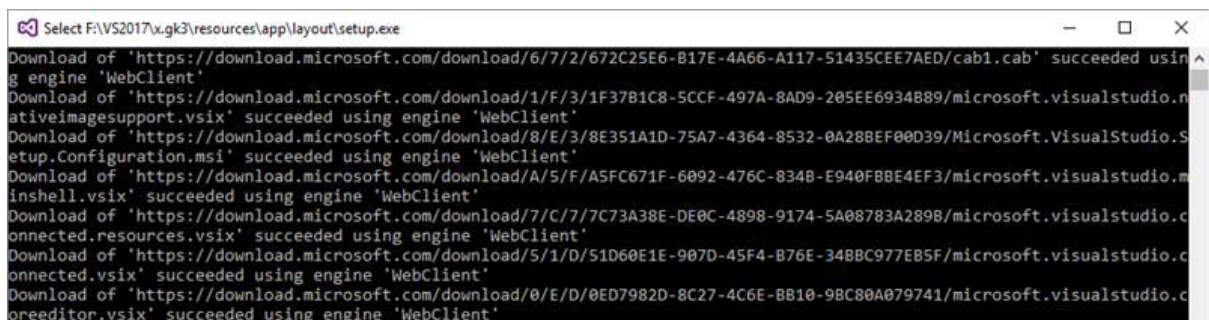 Select F:\VS2017\x.gk3\resources\app\layout\setup.exe
Download of 'https://download.microsoft.com/download/6/7/2/672C25E6-B17E-4A66-A117-51435CEE7AED/cab1.cab' succeeded usin
g engine 'WebClient'
Download of 'https://download.microsoft.com/download/1/F/3/1F37B1C8-5CCF-497A-8AD9-205EE6934B89/microsoft.visualstudio.n
ativeimagesupport.vsix' succeeded using engine 'WebClient'
Download of 'https://download.microsoft.com/download/8/E/3/8E351A1D-75A7-4364-8532-0A28BEF00D39/Microsoft.VisualStudio.S
etup.Configuration.msi' succeeded using engine 'WebClient'
Download of 'https://download.microsoft.com/download/A/5/F/A5FC671F-6092-476C-834B-E940FBBE4EF3/microsoft.visualstudio.m
inshell.vsix' succeeded using engine 'WebClient'
Download of 'https://download.microsoft.com/download/7/C/7/7C73A38E-DE0C-4898-9174-5A08783A289B/microsoft.visualstudio.c
onnected.resources.vsix' succeeded using engine 'WebClient'
Download of 'https://download.microsoft.com/download/5/1/D/51D60E1E-907D-45F4-B76E-34BBC977EB5F/microsoft.visualstudio.c
onnected.vsix' succeeded using engine 'WebClient'
Download of 'https://download.microsoft.com/download/0/E/D/0ED7982D-8C27-4C6E-BB10-9BC80A079741/microsoft.visualstudio.c
oreeditor.vsix' succeeded using engine 'WebClient'